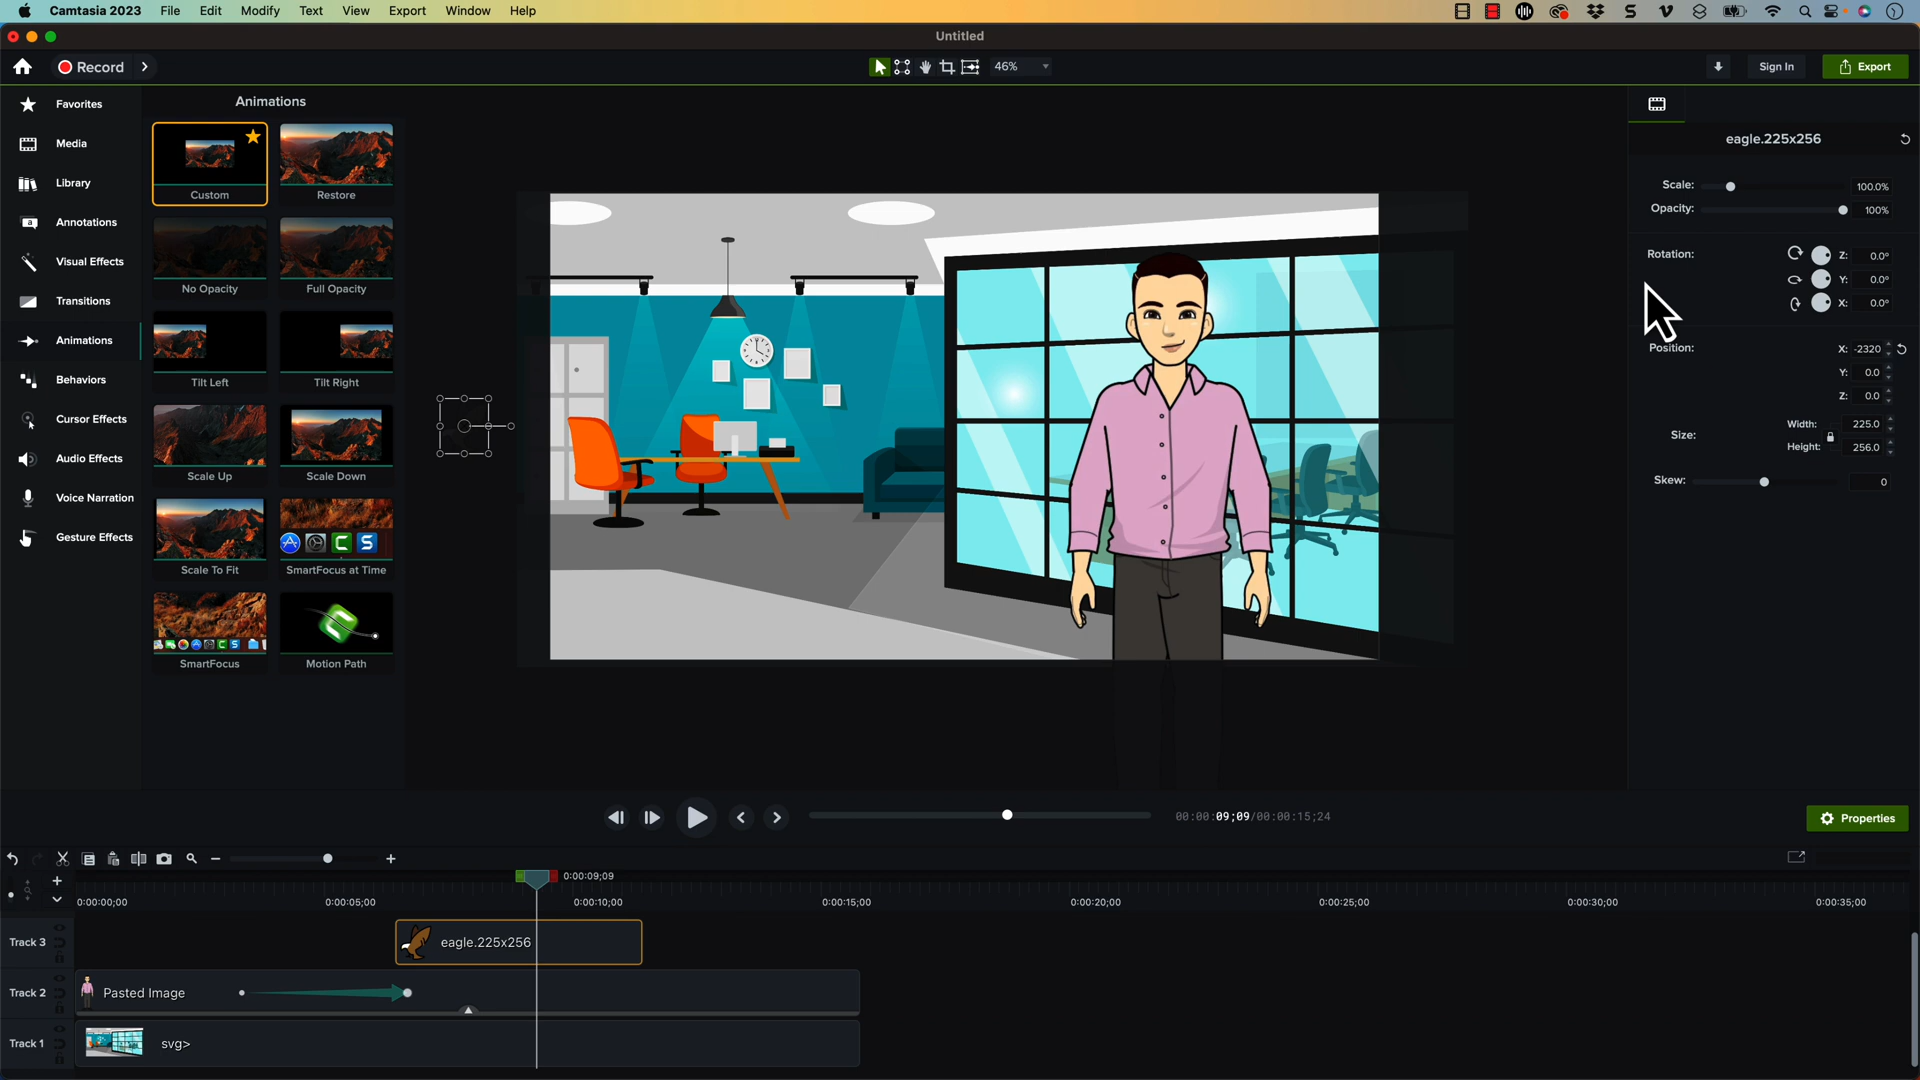 Camtasia 2023 File Edit Modify Text View Export Window Help
Untitled
Record 46% Sign In Export
Favorites
Media
Library
Annotations
Visual Effects
Transitions
Animations
Behaviors
Cursor Effects
Audio Effects
Voice Narration
Gesture Effects
Animations
Custom Restore
No Opacity Full Opacity
Tilt Left Tilt Right
Scale Up Scale Down
Scale To Fit SmartFocus at Time
SmartFocus Motion Path
eagle.225x256
Scale: 100.0%
Opacity: 100%
Rotation: Z: 0.0°
Y: 0.0°
X: 0.0°
Position: X: -2320
Y: 0.0
Z: 0.0
Size: Width: 225.0
Height: 256.0
Skew: 0
00:00:09;09/00:00:15;24
Properties
0:00:09;09
0:00:00;00 0:00:05;00 0:00:10;00 0:00:15;00 0:00:20;00 0:00:25;00 0:00:30;00 0:00:35;00
Track 3 eagle.225x256
Track 2 Pasted Image
Track 1 svg>